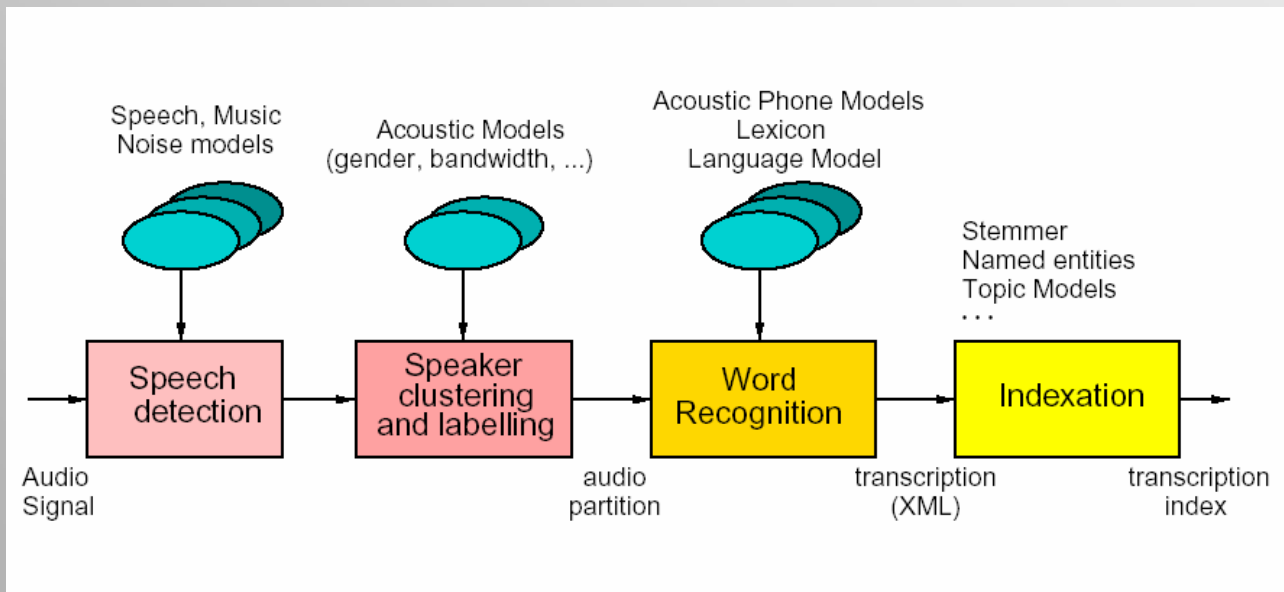 Speech, Music
Noise models
Acoustic Models
(gender, bandwidth, ...)
Acoustic Phone Models
Lexicon
Language Model
Stemmer
Named entities
Topic Models
. . .
Speech
detection
Speaker
clustering
and labelling
Word
Recognition
Indexation
Audio
Signal
audio
partition
transcription
(XML)
transcription
index